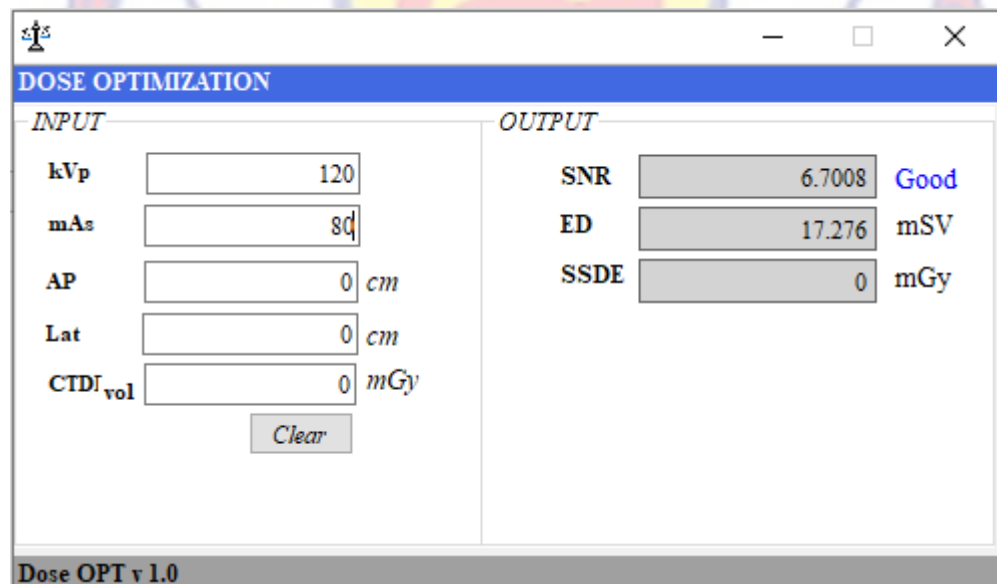 DOSE OPTIMIZATION
INPUT
kVp 120
mAs 80
AP 0 cm
Lat 0 cm
CTDIvol 0 mGy
Clear
OUTPUT
SNR 6.7008 Good
ED 17.276 mSV
SSDE 0 mGy
Dose OPT v 1.0